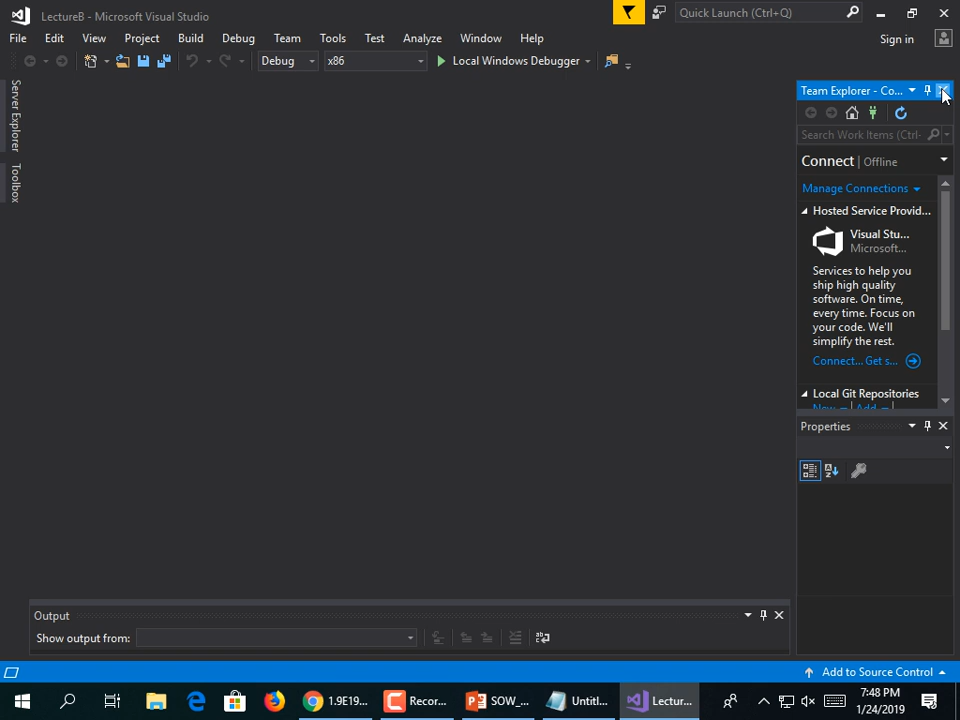 LectureB - Microsoft Visual Studio
Quick Launch (Ctrl+Q)
File Edit View Project Build Debug Team Tools Test Analyze Window Help
Sign in
Debug x86 Local Windows Debugger
Server Explorer
Toolbox
Team Explorer - Co...
Search Work Items (Ctrl-
Connect | Offline
Manage Connections
Hosted Service Provid...
Visual Stu...
Microsoft...
Services to help you
ship high quality
software. On time,
every time. Focus on
your code. We'll
simplify the rest.
Connect... Get s...
Local Git Repositories
New | Add |
Properties
Output
Show output from:
Add to Source Control
1.9E19... Recor... SOW_... Untitl... Lectur...
7:48 PM
1/24/2019